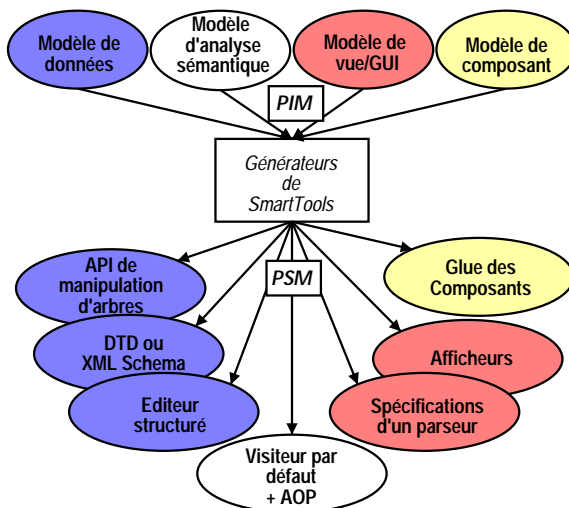 Modèle de
données
Modèle
d'analyse
sémantique
Modèle de
vue/GUI
Modèle de
composant
PIM
Générateurs
de
SmartTools
PSM
API de
manipulation
d'arbres
DTD ou
XML Schema
Editeur
structuré
Visiteur par
défaut
+ AOP
Glue des
Composants
Afficheurs
Spécifications
d'un parseur